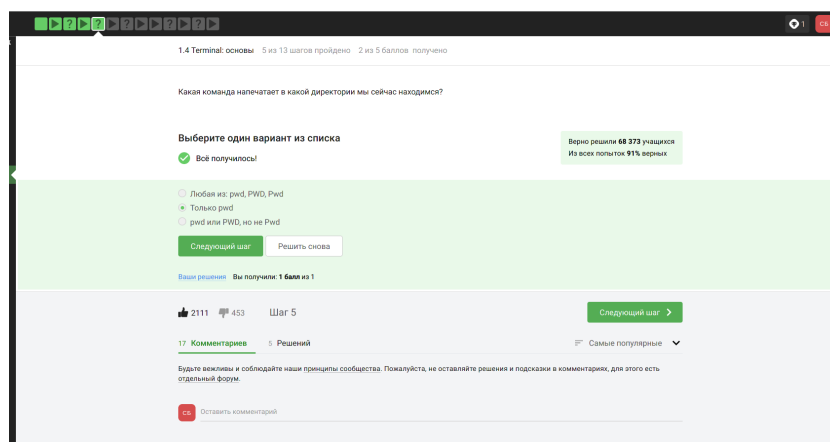 ? ? ? ?
1
СБ
1.4 Terminal: основы 5 из 13 шагов пройдено 2 из 5 баллов получено
Какая команда напечатает в какой директории мы сейчас находимся?
Выберите один вариант из списка
Верно решили 68 373 учащихся
Из всех попыток 91% верных
Всё получилось!
Любая из: pwd, PWD, Pwd
Только pwd
pwd или PWD, но не Pwd
Следующий шаг Решить снова
Ваши решения Вы получили: 1 балл из 1
2111 453 Шаг 5 Следующий шаг
17 Комментариев 5 Решений Самые популярные
Будьте вежливы и соблюдайте наши принципы сообщества. Пожалуйста, не оставляйте решения и подсказки в комментариях, для этого есть
отдельный форум.
СБ Оставить комментарий